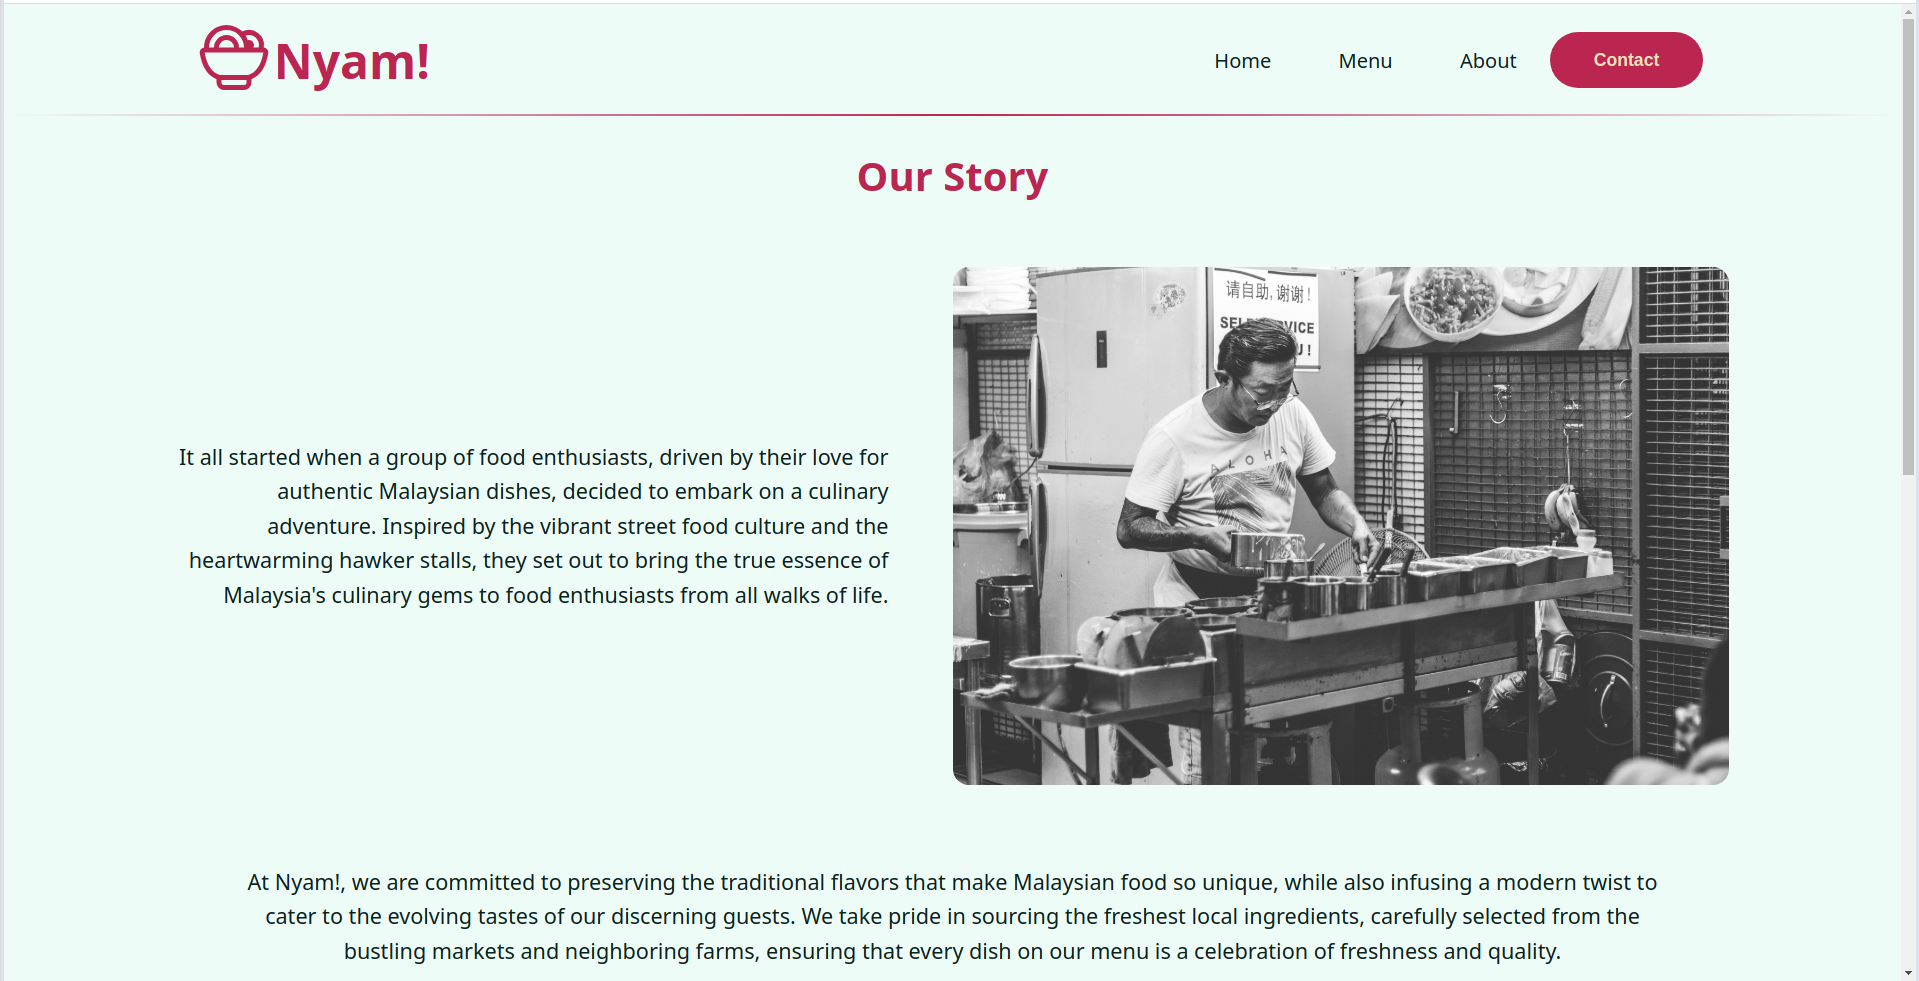 Nyam!
Home
Menu
About
Contact
Our Story
It all started when a group of food enthusiasts, driven by their love for
authentic Malaysian dishes, decided to embark on a culinary
adventure. Inspired by the vibrant street food culture and the
heartwarming hawker stalls, they set out to bring the true essence of
Malaysia's culinary gems to food enthusiasts from all walks of life.
请自助, 谢谢!
ALOHA
At Nyam!, we are committed to preserving the traditional flavors that make Malaysian food so unique, while also infusing a modern twist to
cater to the evolving tastes of our discerning guests. We take pride in sourcing the freshest local ingredients, carefully selected from the
bustling markets and neighboring farms, ensuring that every dish on our menu is a celebration of freshness and quality.